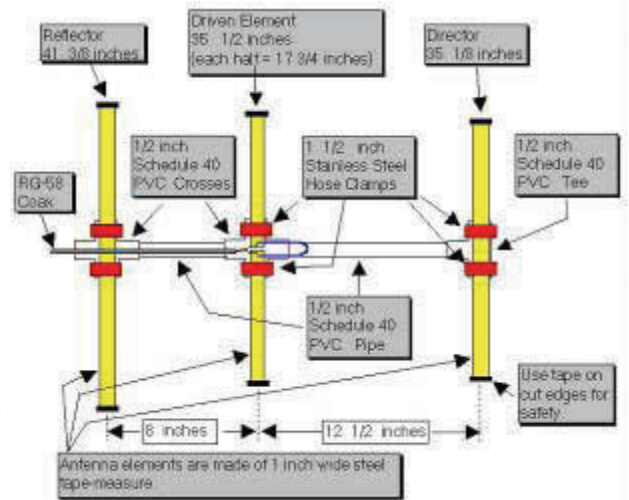 Reflector
41 3/8 inches
Driven Element
35 1/2 inches
(each half = 17 3/4 inches)
Director
35 1/8 inches
1/2 inch
Schedule 40
PVC Crosses
1 1/2 inch
Stainless Steel
Hose Clamps
1/2 inch
Schedule 40
PVC Tee
RG-58
Coax
1/2 inch
Schedule 40
PVC Pipe
Use tape on
cut edges for
safety.
8 inches
12 1/2 inches
Antenna elements are made of 1 inch wide steel
tape-measure.